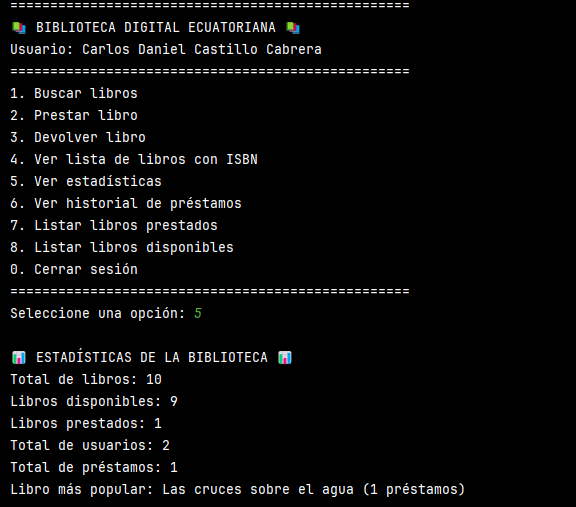 ==================================================
📚 BIBLIOTECA DIGITAL ECUATORIANA 📚
Usuario: Carlos Daniel Castillo Cabrera
==================================================
1. Buscar libros
2. Prestar libro
3. Devolver libro
4. Ver lista de libros con ISBN
5. Ver estadísticas
6. Ver historial de préstamos
7. Listar libros prestados
8. Listar libros disponibles
0. Cerrar sesión
==================================================
Seleccione una opción: 5
📊 ESTADÍSTICAS DE LA BIBLIOTECA 📊
Total de libros: 10
Libros disponibles: 9
Libros prestados: 1
Total de usuarios: 2
Total de préstamos: 1
Libro más popular: Las cruces sobre el agua (1 préstamos)